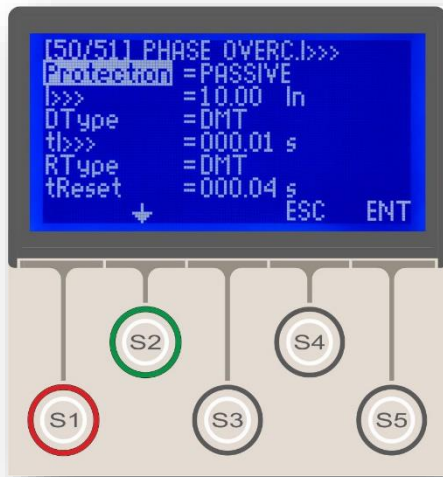 [50/51] PHASE OVERC.I>>>
Protection =PASSIVE
I>>> =10.00 In
DType =DMT
tI>>> =000.01 s
RType =DMT
tReset =000.04 s
ESC ENT
S2 S4
S1 S3 S5